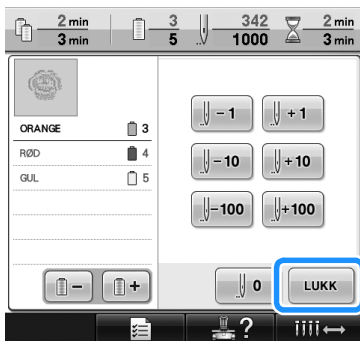 2 min 3 342 2 min
3 min 5 1000 3 min
ORANGE 3
RØD 4
GUL 5
-1 +1
-10 +10
-100 +100
- + 0 LUKK
?